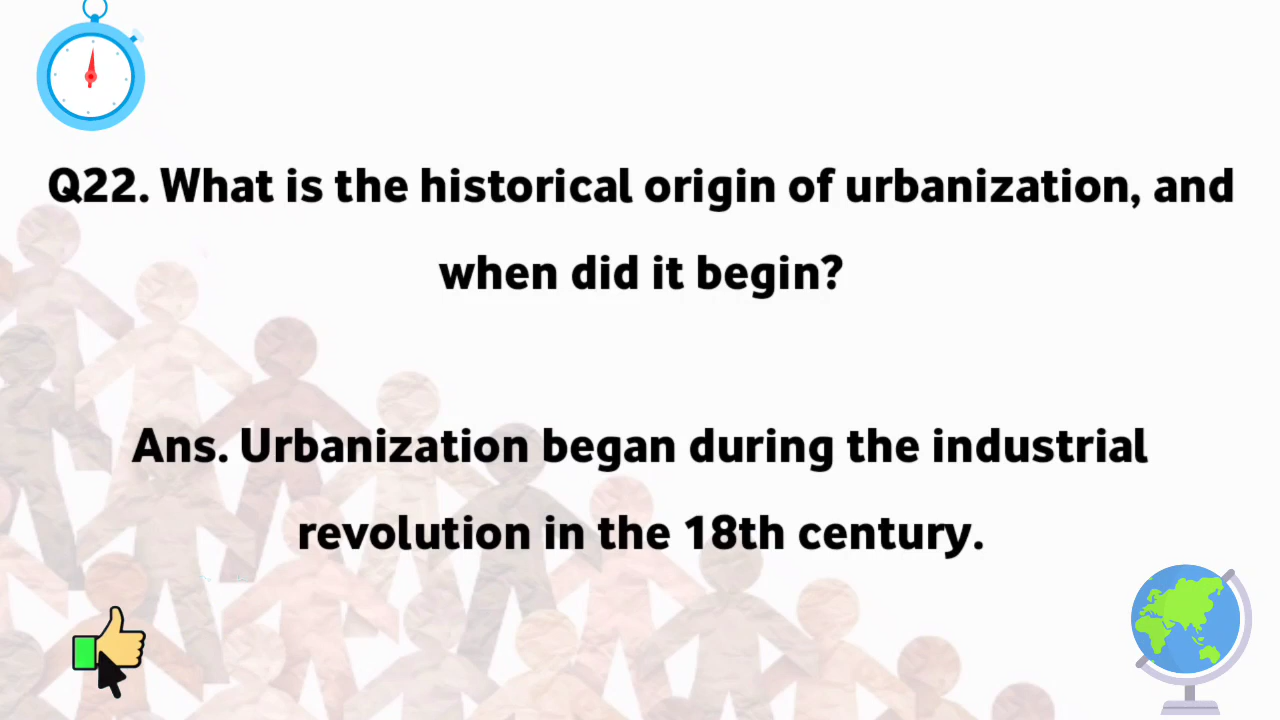 Q22. What is the historical origin of urbanization, and
when did it begin?
Ans. Urbanization began during the industrial
revolution in the 18th century.